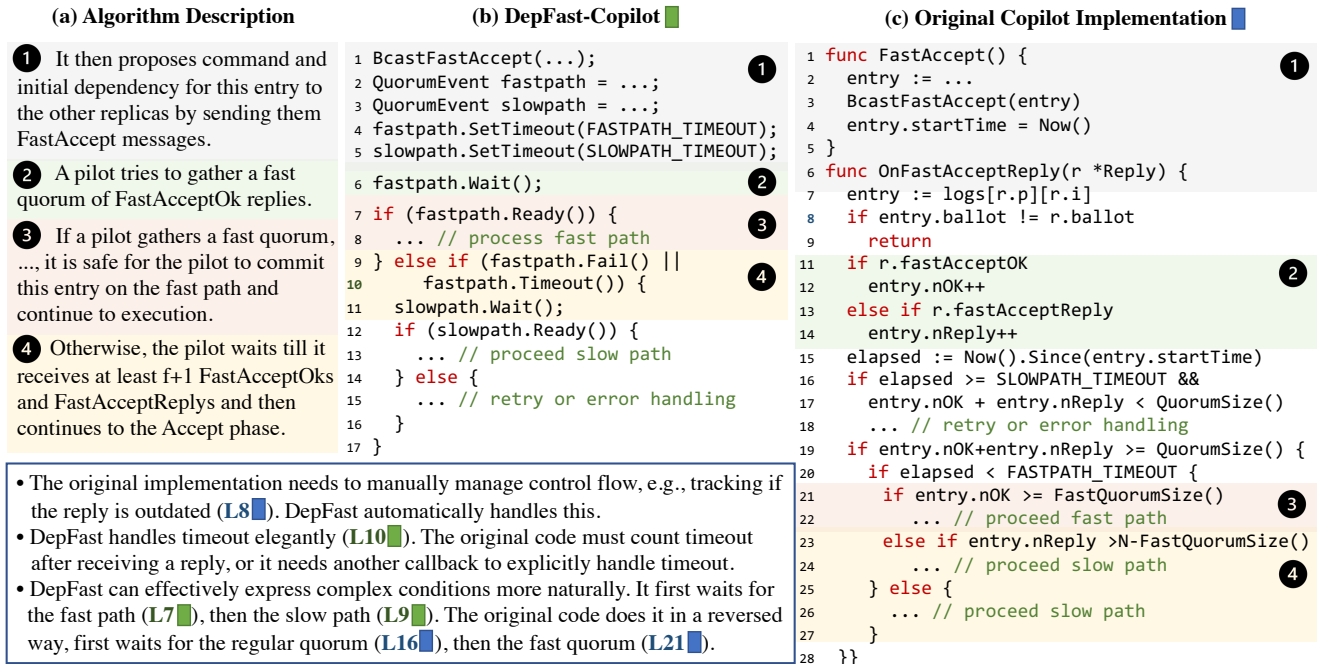 (a) Algorithm Description
1 It then proposes command and
initial dependency for this entry to
the other replicas by sending them
FastAccept messages.
2 A pilot tries to gather a fast
quorum of FastAcceptOk replies.
3 If a pilot gathers a fast quorum,
..., it is safe for the pilot to commit
this entry on the fast path and
continue to execution.
4 Otherwise, the pilot waits till it
receives at least f+1 FastAcceptOks
and FastAcceptReplys and then
continues to the Accept phase.
(b) DepFast-Copilot
1 BcastFastAccept(...); 1
2 QuorumEvent fastpath = ...;
3 QuorumEvent slowpath = ...;
4 fastpath.SetTimeout(FASTPATH_TIMEOUT);
5 slowpath.SetTimeout(SLOWPATH_TIMEOUT);
6 fastpath.Wait(); 2
7 if (fastpath.Ready()) {
8 ... // process fast path 3
9 } else if (fastpath.Fail() ||
10 fastpath.Timeout()) { 4
11 slowpath.Wait();
12 if (slowpath.Ready()) {
13 ... // proceed slow path
14 } else {
15 ... // retry or error handling
16 }
17 }
(c) Original Copilot Implementation
1 func FastAccept() { 1
2 entry := ...
3 BcastFastAccept(entry)
4 entry.startTime = Now()
5 }
6 func OnFastAcceptReply(r *Reply) {
7 entry := logs[r.p][r.i]
8 if entry.ballot != r.ballot
9 return
11 if r.fastAcceptOK 2
12 entry.nOK++
13 else if r.fastAcceptReply
14 entry.nReply++
15 elapsed := Now().Since(entry.startTime)
16 if elapsed >= SLOWPATH_TIMEOUT &&
17 entry.nOK + entry.nReply < QuorumSize()
18 ... // retry or error handling
19 if entry.nOK+entry.nReply >= QuorumSize() {
20 if elapsed < FASTPATH_TIMEOUT {
21 if entry.nOK >= FastQuorumSize() 3
22 ... // proceed fast path
23 else if entry.nReply >N-FastQuorumSize()
24 ... // proceed slow path
25 } else { 4
26 ... // proceed slow path
27 }
28 }}
• The original implementation needs to manually manage control flow, e.g., tracking if
the reply is outdated (L8). DepFast automatically handles this.
• DepFast handles timeout elegantly (L10). The original code must count timeout
after receiving a reply, or it needs another callback to explicitly handle timeout.
• DepFast can effectively express complex conditions more naturally. It first waits for
the fast path (L7), then the slow path (L9). The original code does it in a reversed
way, first waits for the regular quorum (L16), then the fast quorum (L21).